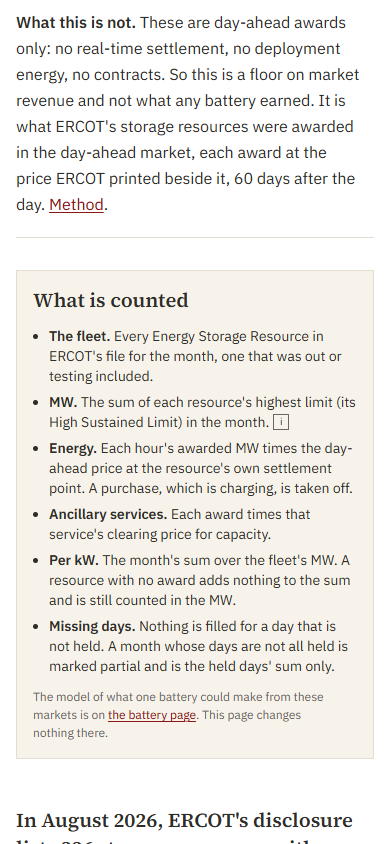 What this is not. These are day-ahead awards
only: no real-time settlement, no deployment
energy, no contracts. So this is a floor on market
revenue and not what any battery earned. It is
what ERCOT's storage resources were awarded
in the day-ahead market, each award at the
price ERCOT printed beside it, 60 days after the
day. Method.
What is counted
• The fleet. Every Energy Storage Resource in
ERCOT's file for the month, one that was out or
testing included.
• MW. The sum of each resource's highest limit (its
High Sustained Limit) in the month. i
• Energy. Each hour's awarded MW times the day-
ahead price at the resource's own settlement
point. A purchase, which is charging, is taken off.
• Ancillary services. Each award times that
service's clearing price for capacity.
• Per kW. The month's sum over the fleet's MW. A
resource with no award adds nothing to the sum
and is still counted in the MW.
• Missing days. Nothing is filled for a day that is
not held. A month whose days are not all held is
marked partial and is the held days' sum only.
The model of what one battery could make from these
markets is on the battery page. This page changes
nothing there.
In August 2026, ERCOT's disclosure